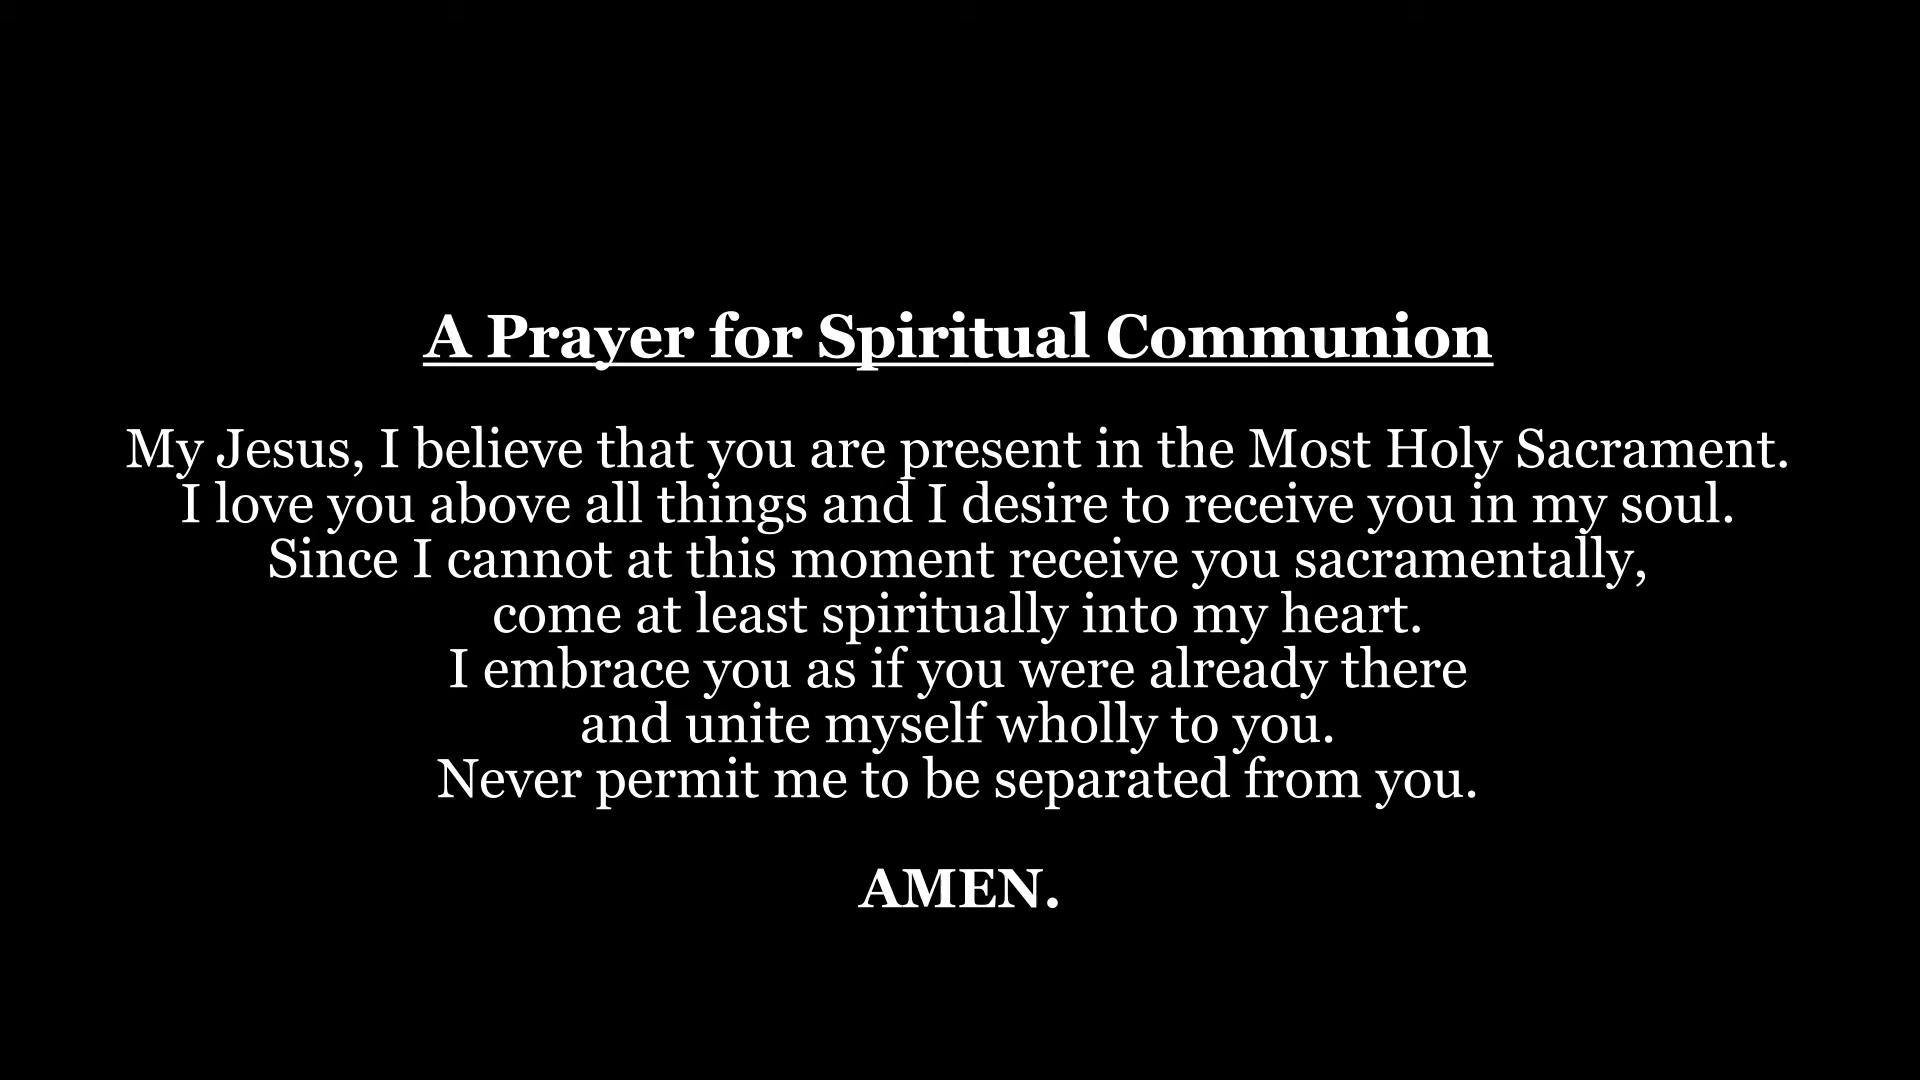 A Prayer for Spiritual Communion
My Jesus, I believe that you are present in the Most Holy Sacrament.
I love you above all things and I desire to receive you in my soul.
Since I cannot at this moment receive you sacramentally,
come at least spiritually into my heart.
I embrace you as if you were already there
and unite myself wholly to you.
Never permit me to be separated from you.
AMEN.